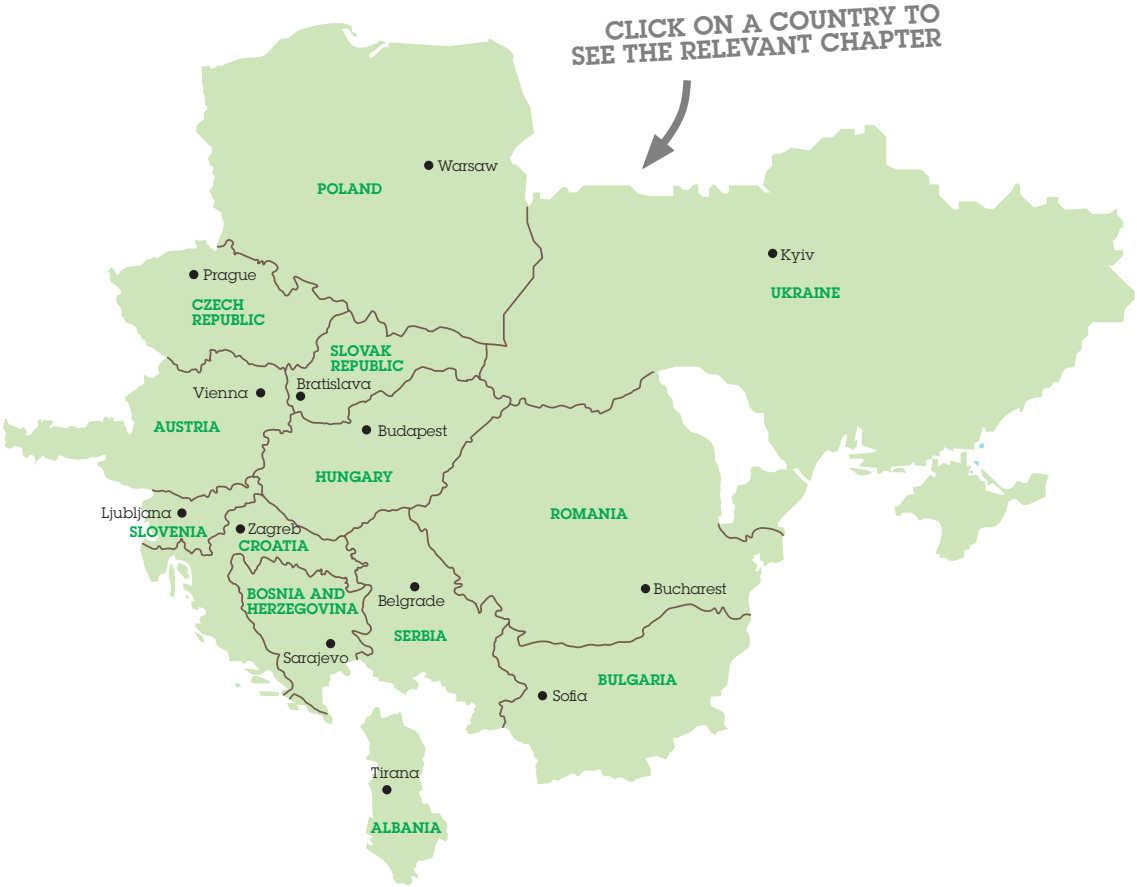 CLICK ON A COUNTRY TO
SEE THE RELEVANT CHAPTER
Warsaw
POLAND
Kyiv
UKRAINE
Prague
CZECH
REPUBLIC
SLOVAK
REPUBLIC
Bratislava
Vienna
AUSTRIA
Budapest
HUNGARY
Ljubljana
SLOVENIA
Zagreb
CROATIA
ROMANIA
Bucharest
BOSNIA AND
HERZEGOVINA
Sarajevo
Belgrade
SERBIA
BULGARIA
Sofia
Tirana
ALBANIA